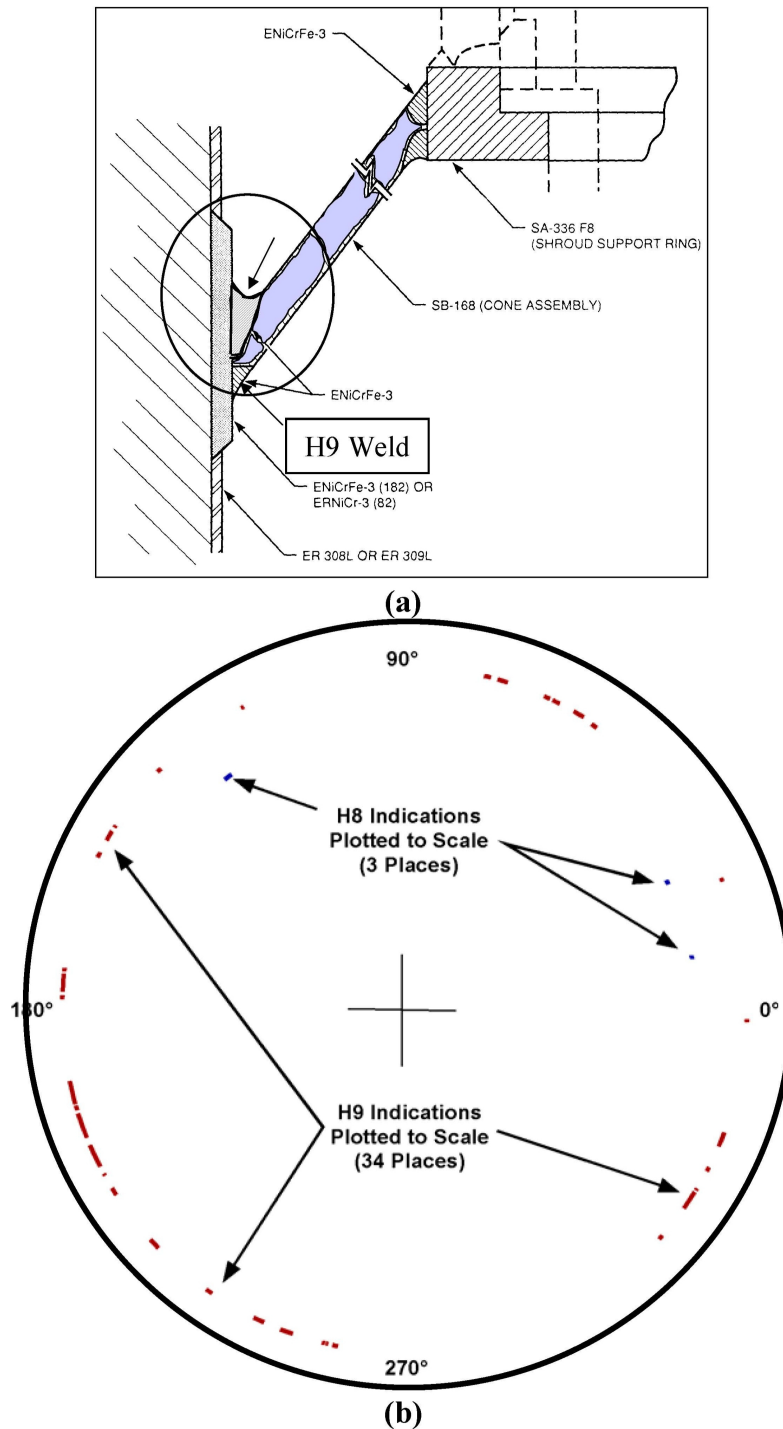 ENiCrFe-3
SA-336 F8
(SHROUD SUPPORT RING)
SB-168 (CONE ASSEMBLY)
ENiCrFe-3
H9 Weld
ENiCrFe-3 (182) OR
ERNiCr-3 (82)
ER 308L OR ER 309L
(a)
90°
H8 Indications
Plotted to Scale
(3 Places)
180°
0°
H9 Indications
Plotted to Scale
(34 Places)
270°
(b)